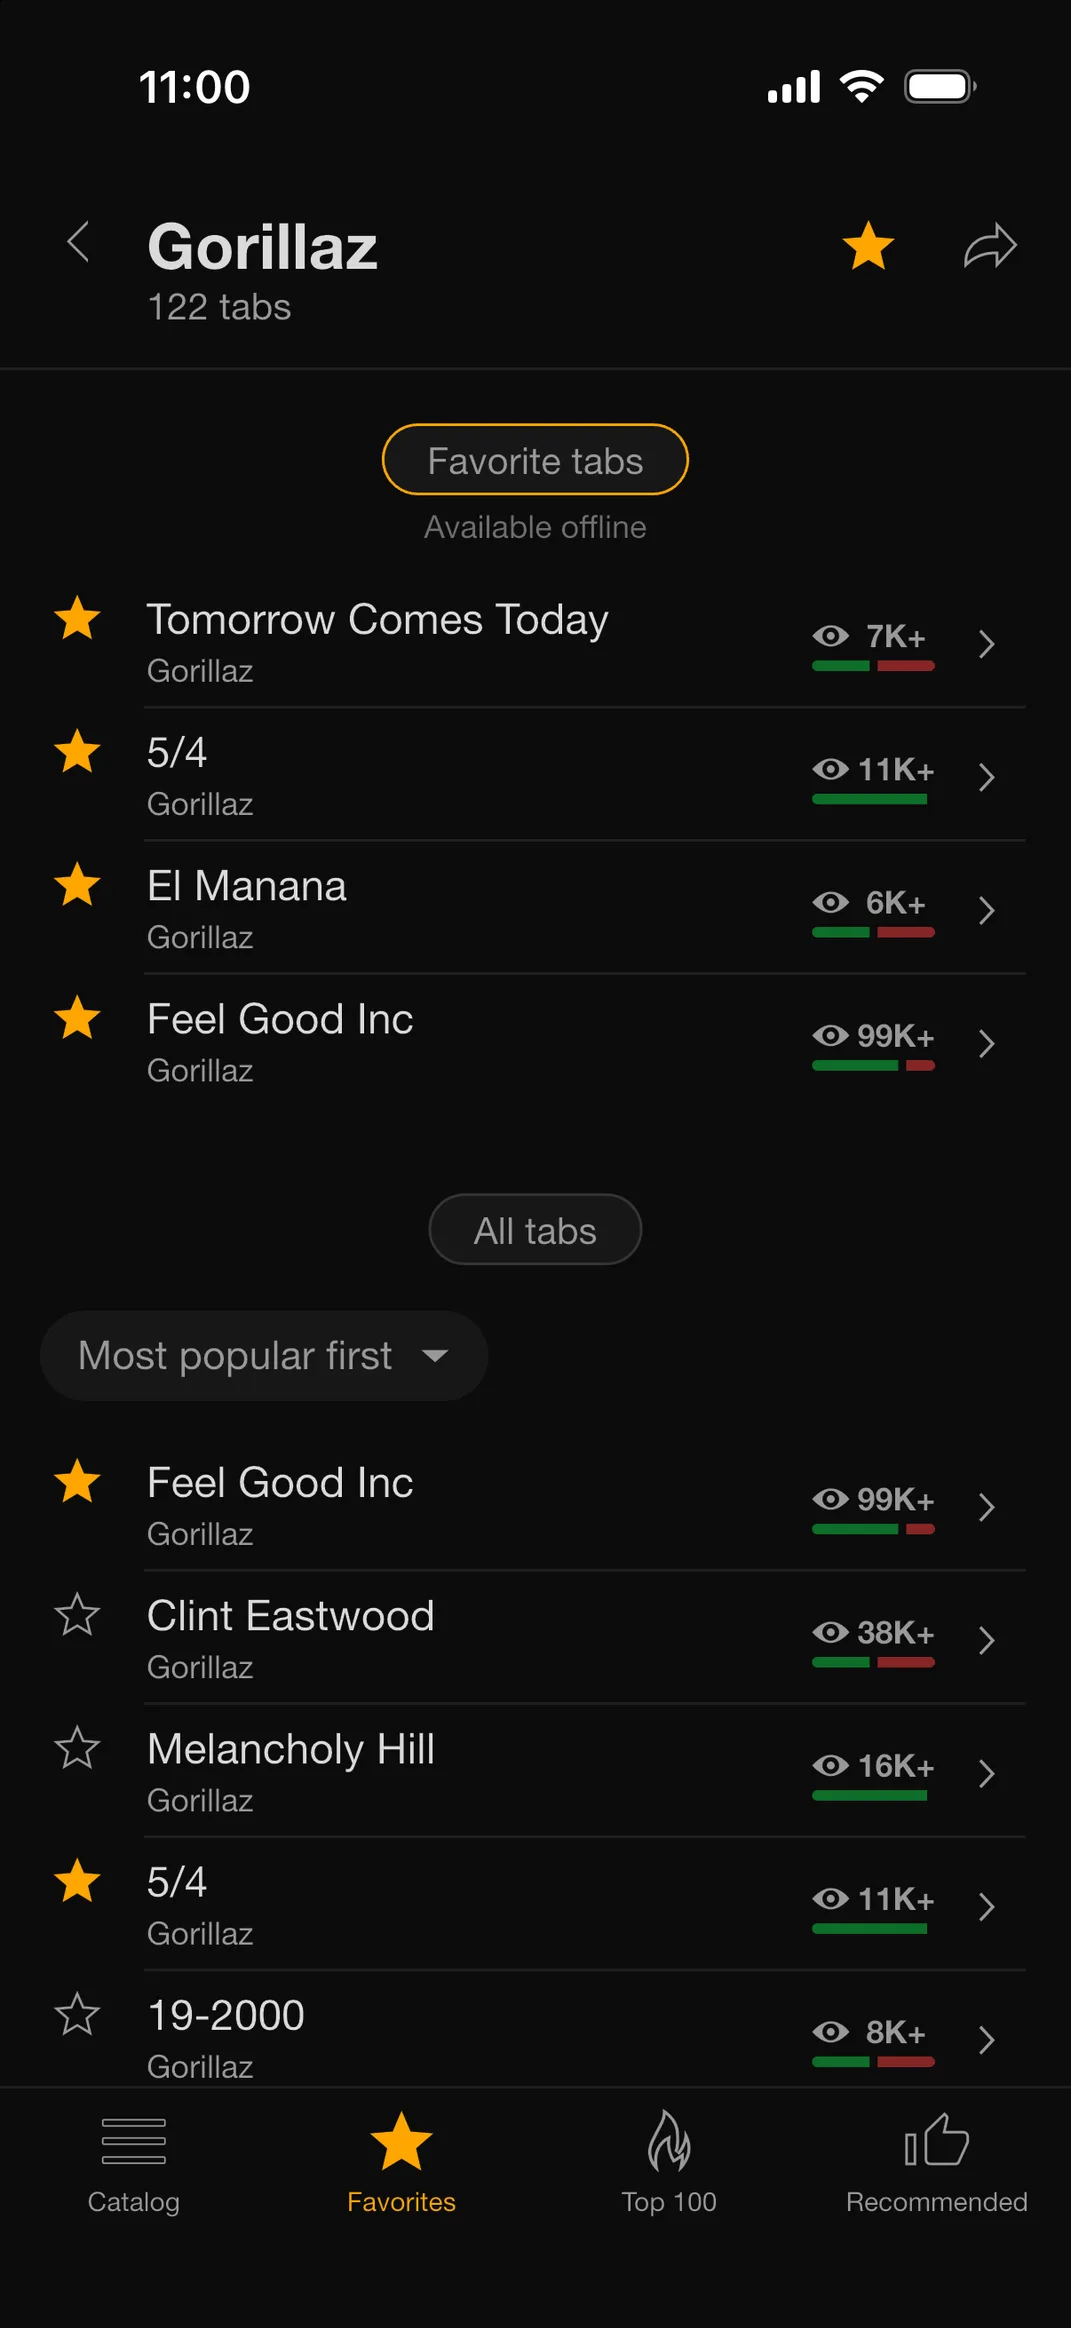 11:00
Gorillaz
122 tabs
Favorite tabs
Available offline
Tomorrow Comes Today
Gorillaz
7K+
5/4
Gorillaz
11K+
El Manana
Gorillaz
6K+
Feel Good Inc
Gorillaz
99K+
All tabs
Most popular first
Feel Good Inc
Gorillaz
99K+
Clint Eastwood
Gorillaz
38K+
Melancholy Hill
Gorillaz
16K+
5/4
Gorillaz
11K+
19-2000
Gorillaz
8K+
Catalog
Favorites
Top 100
Recommended